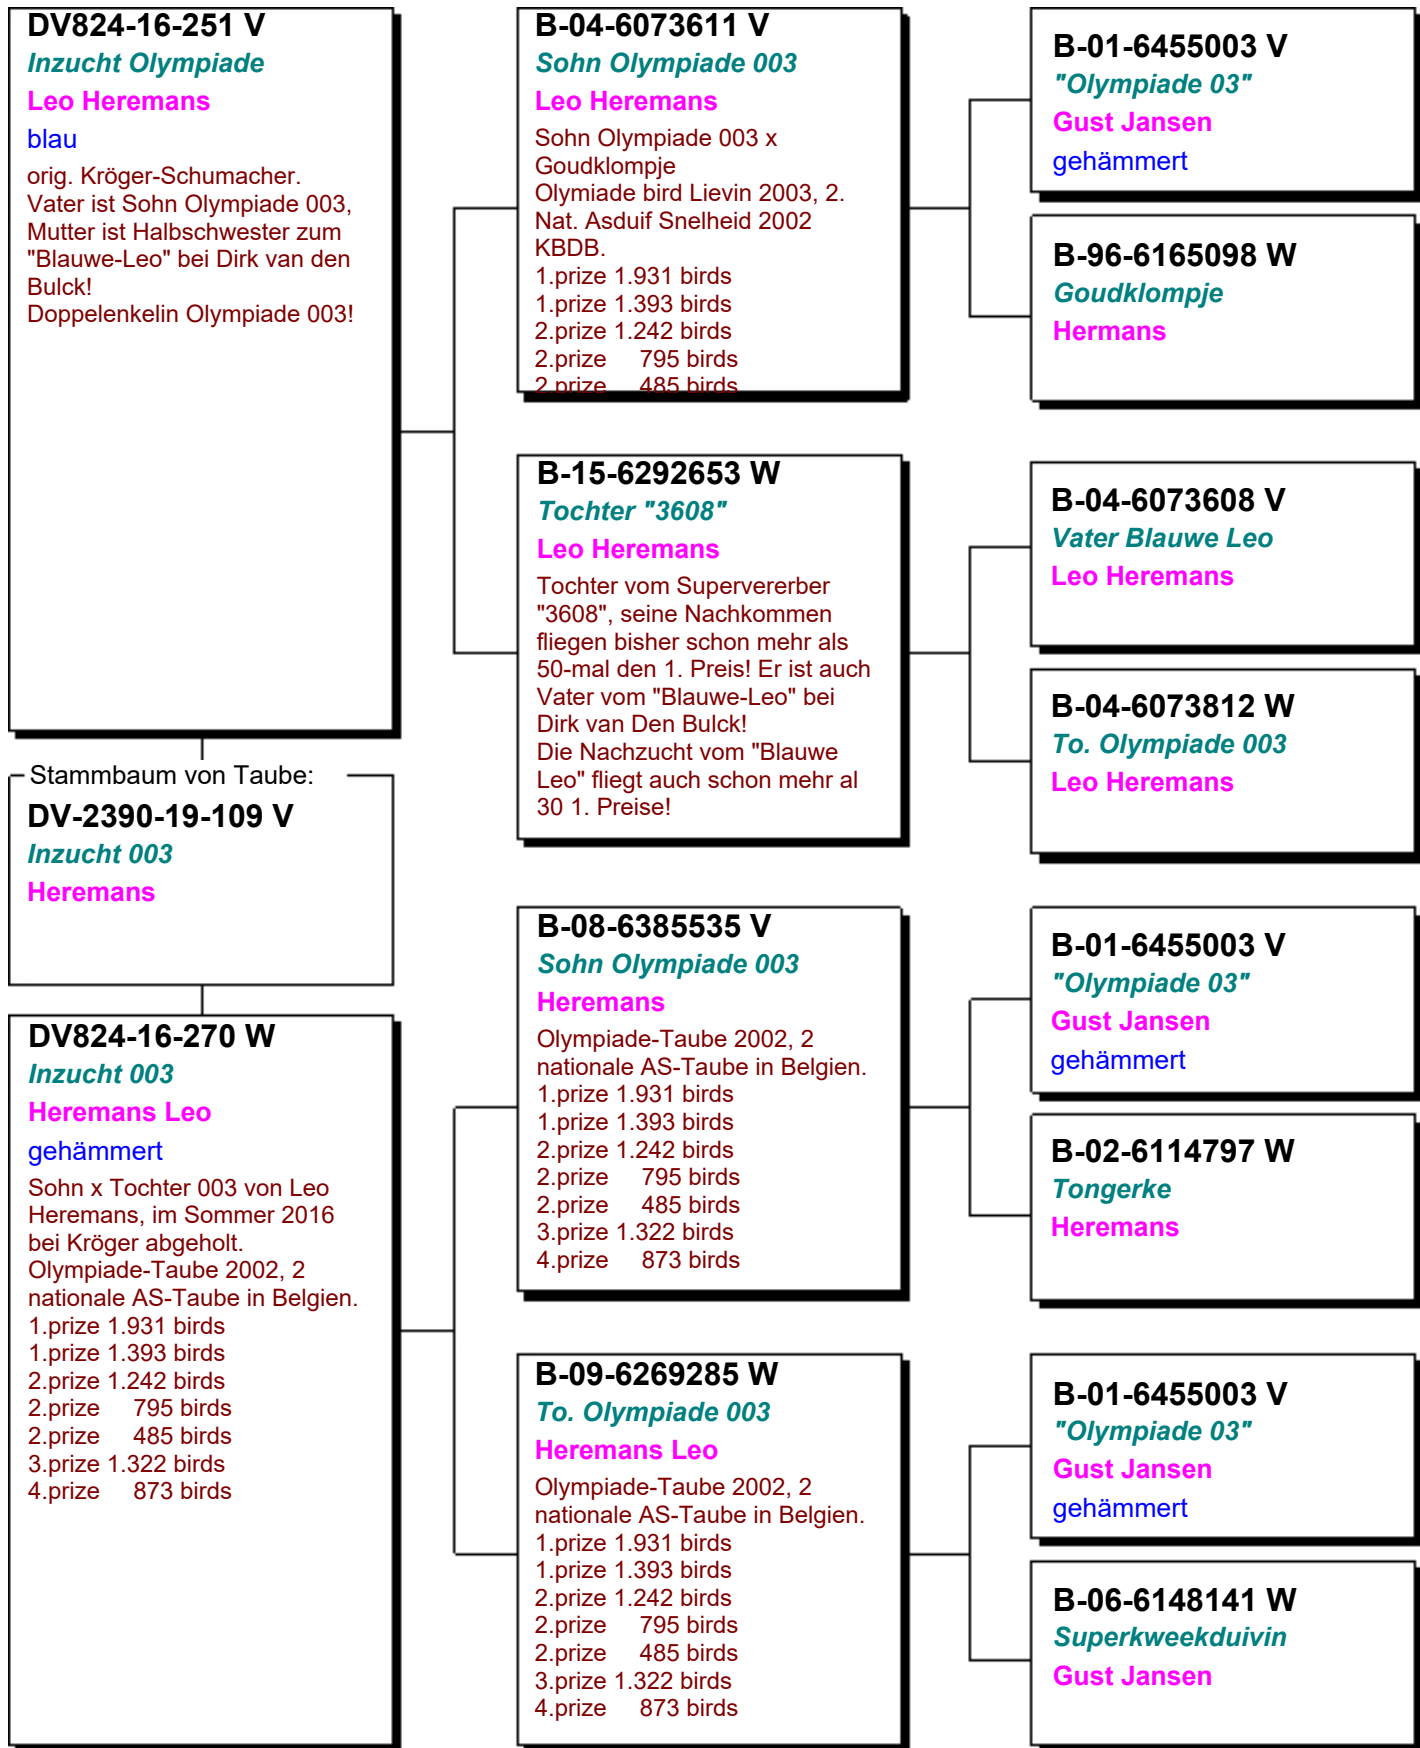 DV824-16-251 V
Inzucht Olympiade
Leo Heremans
blau
orig. Kröger-Schumacher.
Vater ist Sohn Olympiade 003,
Mutter ist Halbschwester zum
"Blauwe-Leo" bei Dirk van den
Bulck!
Doppelenkelin Olympiade 003!
Stammbaum von Taube:
DV-2390-19-109 V
Inzucht 003
Heremans
DV824-16-270 W
Inzucht 003
Heremans Leo
gehämmert
Sohn x Tochter 003 von Leo
Heremans, im Sommer 2016
bei Kröger abgeholt.
Olympiade-Taube 2002, 2
nationale AS-Taube in Belgien.
1.prize 1.931 birds
1.prize 1.393 birds
2.prize 1.242 birds
2.prize 795 birds
2.prize 485 birds
3.prize 1.322 birds
4.prize 873 birds
B-04-6073611 V
Sohn Olympiade 003
Leo Heremans
Sohn Olympiade 003 x
Goudklompje
Olymiade bird Lievin 2003, 2.
Nat. Asduif Snelheid 2002
KBDB.
1.prize 1.931 birds
1.prize 1.393 birds
2.prize 1.242 birds
2.prize 795 birds
2.prize 485 birds
B-15-6292653 W
Tochter "3608"
Leo Heremans
Tochter vom Supervererber
"3608", seine Nachkommen
fliegen bisher schon mehr als
50-mal den 1. Preis! Er ist auch
Vater vom "Blauwe-Leo" bei
Dirk van Den Bulck!
Die Nachzucht vom "Blauwe
Leo" fliegt auch schon mehr al
30 1. Preise!
B-08-6385535 V
Sohn Olympiade 003
Heremans
Olympiade-Taube 2002, 2
nationale AS-Taube in Belgien.
1.prize 1.931 birds
1.prize 1.393 birds
2.prize 1.242 birds
2.prize 795 birds
2.prize 485 birds
3.prize 1.322 birds
4.prize 873 birds
B-09-6269285 W
To. Olympiade 003
Heremans Leo
Olympiade-Taube 2002, 2
nationale AS-Taube in Belgien.
1.prize 1.931 birds
1.prize 1.393 birds
2.prize 1.242 birds
2.prize 795 birds
2.prize 485 birds
3.prize 1.322 birds
4.prize 873 birds
B-01-6455003 V
"Olympiade 03"
Gust Jansen
gehämmert
B-96-6165098 W
Goudklompje
Hermans
B-04-6073608 V
Vater Blauwe Leo
Leo Heremans
B-04-6073812 W
To. Olympiade 003
Leo Heremans
B-01-6455003 V
"Olympiade 03"
Gust Jansen
gehämmert
B-02-6114797 W
Tongerke
Heremans
B-01-6455003 V
"Olympiade 03"
Gust Jansen
gehämmert
B-06-6148141 W
Superkweekduivin
Gust Jansen